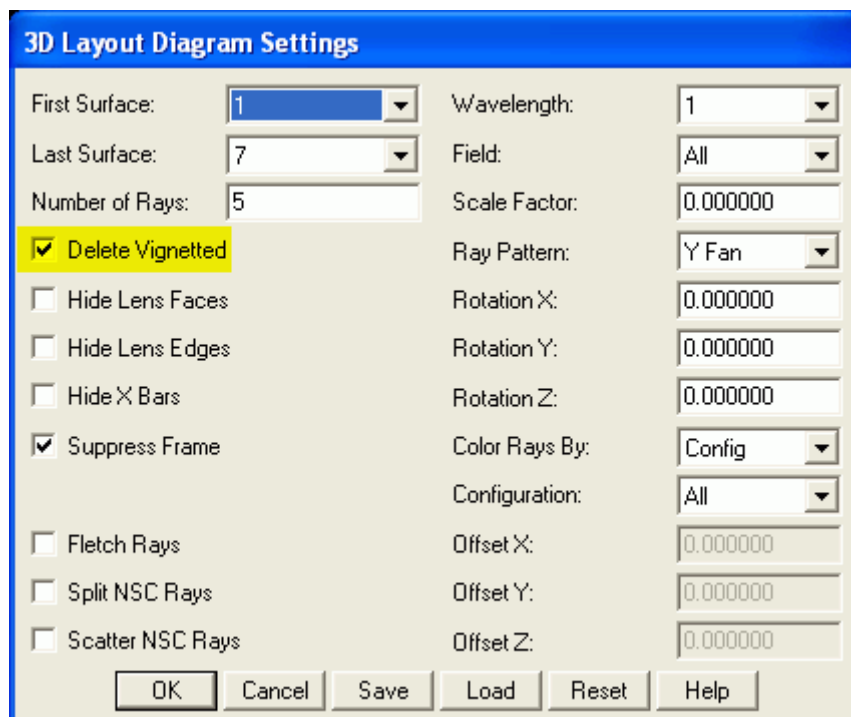 3D Layout Diagram Settings
First Surface: 1 Wavelength: 1
Last Surface: 7 Field: All
Number of Rays: 5 Scale Factor: 0.000000
Delete Vignetted Ray Pattern: Y Fan
Hide Lens Faces Rotation X: 0.000000
Hide Lens Edges Rotation Y: 0.000000
Hide X Bars Rotation Z: 0.000000
Suppress Frame Color Rays By: Config
Configuration: All
Fletch Rays Offset X: 0.000000
Split NSC Rays Offset Y: 0.000000
Scatter NSC Rays Offset Z: 0.000000
OK Cancel Save Load Reset Help